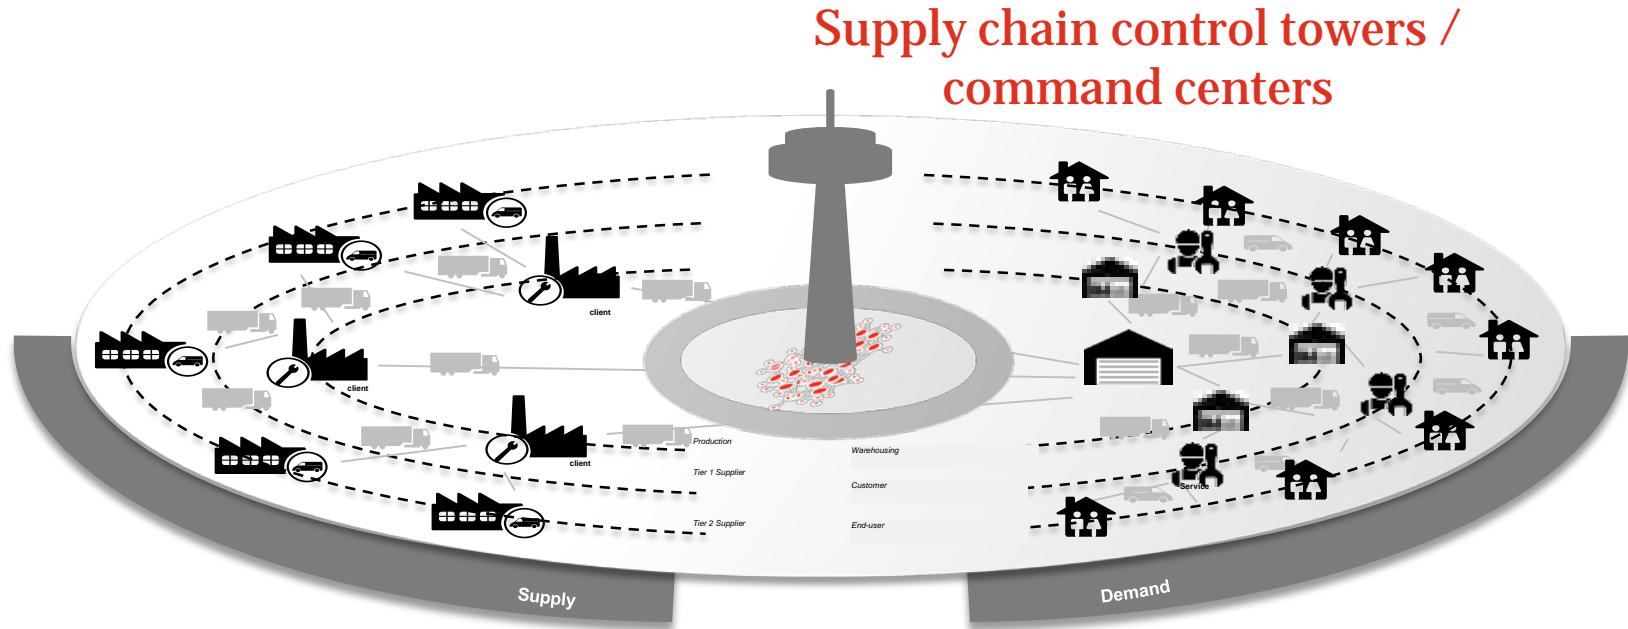 Supply chain control towers /
command centers
client
client
client
Production
Warehousing
Tier 1 Supplier
Customer
Service
Tier 2 Supplier
End-user
Supply
Demand